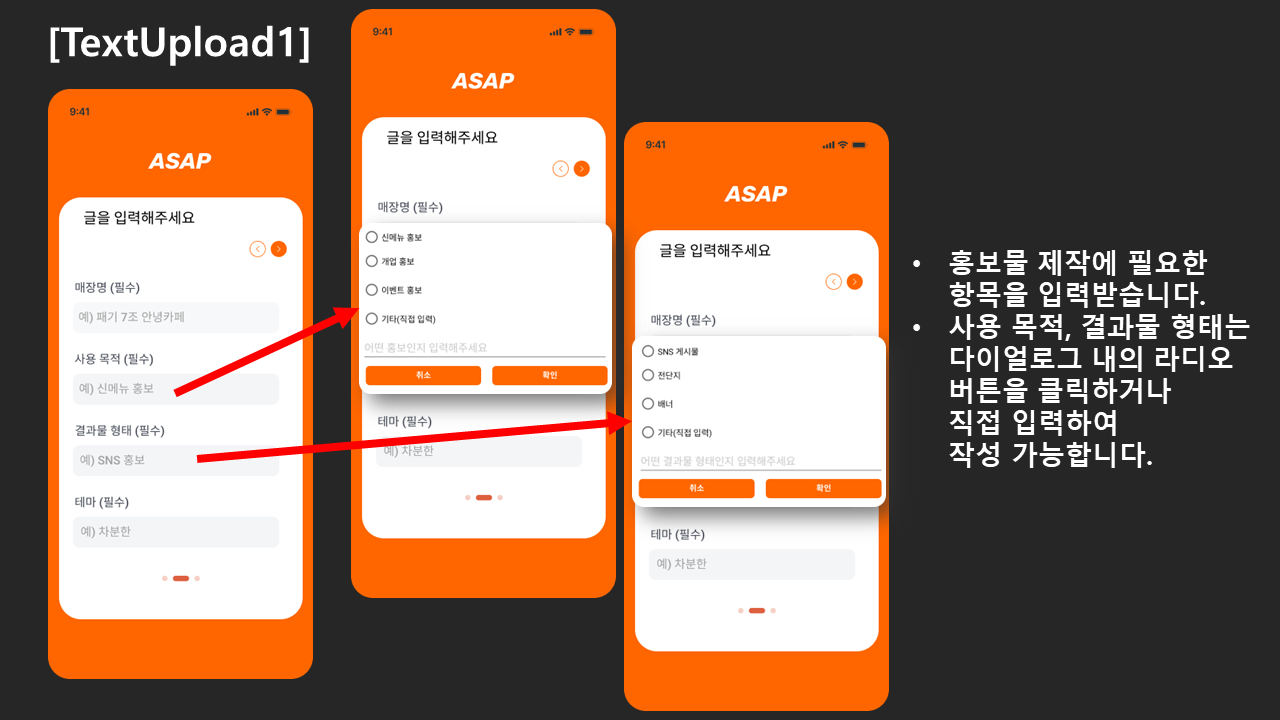 [TextUpload1]
9:41
ASAP
글을 입력해주세요
매장명 (필수)
예) 패기 7조 안녕카페
사용 목적 (필수)
예) 신메뉴 홍보
결과물 형태 (필수)
예) SNS 홍보
테마 (필수)
예) 차분한
9:41
ASAP
글을 입력해주세요
매장명 (필수)
신메뉴 홍보
개업 홍보
이벤트 홍보
기타(직접 입력)
어떤 홍보인지 입력해주세요
취소 확인
테마 (필수)
예) 차분한
9:41
ASAP
글을 입력해주세요
매장명 (필수)
SNS 게시물
전단지
배너
기타(직접 입력)
어떤 결과물 형태인지 입력해주세요
취소 확인
테마 (필수)
예) 차분한
• 홍보물 제작에 필요한
항목을 입력받습니다.
• 사용 목적, 결과물 형태는
다이얼로그 내의 라디오
버튼을 클릭하거나
직접 입력하여
작성 가능합니다.